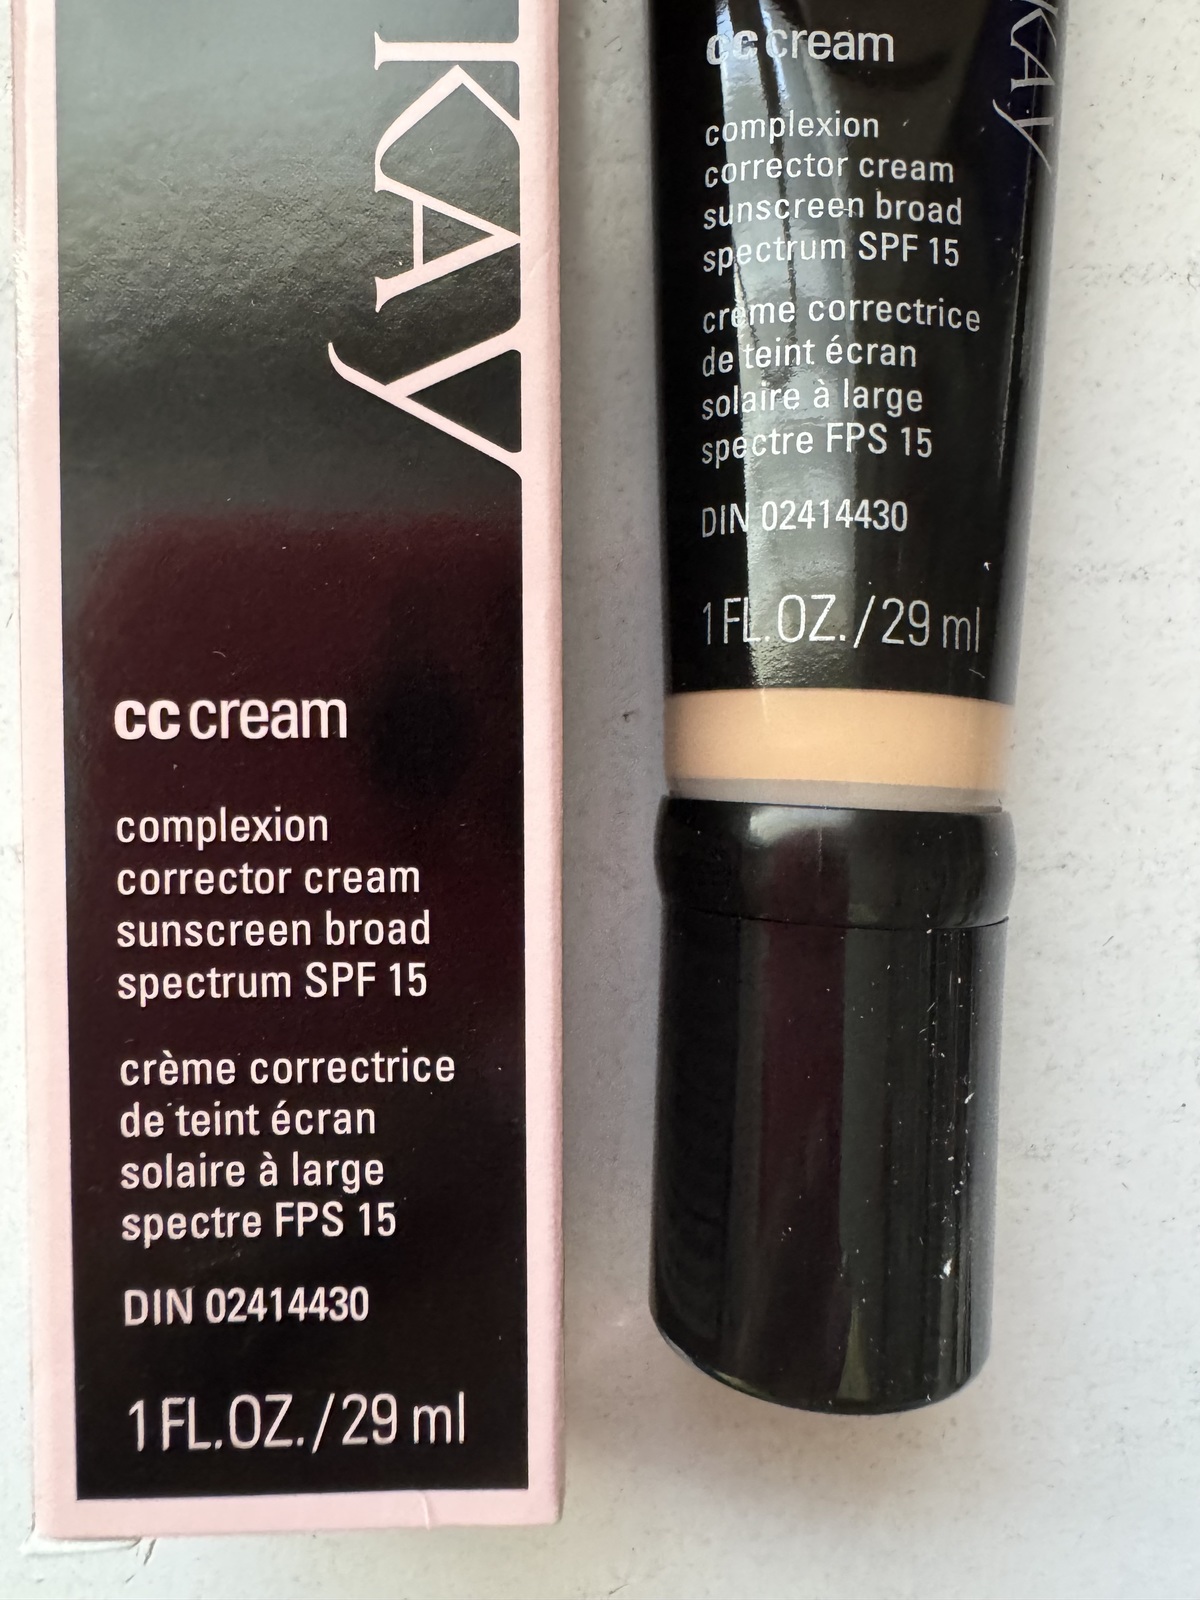 KAY
cc cream
complexion
corrector cream
sunscreen broad
spectrum SPF 15
crème correctrice
de teint écran
solaire à large
spectre FPS 15
DIN 02414430
1 FL.OZ./29 ml
KAY
cc cream
complexion
corrector cream
sunscreen broad
spectrum SPF 15
crème correctrice
de teint écran
solaire à large
spectre FPS 15
DIN 02414430
1 FL.OZ./29 ml